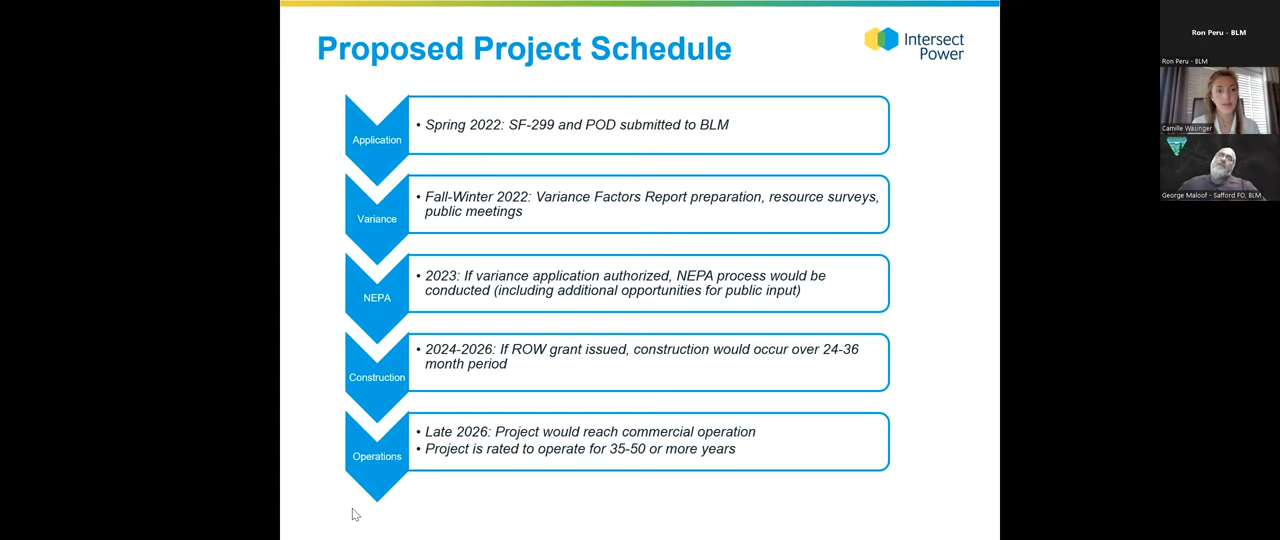 Proposed Project Schedule
Intersect
Power
Application
• Spring 2022: SF-299 and POD submitted to BLM
Variance
• Fall-Winter 2022: Variance Factors Report preparation, resource surveys,
public meetings
NEPA
• 2023: If variance application authorized, NEPA process would be
conducted (including additional opportunities for public input)
Construction
• 2024-2026: If ROW grant issued, construction would occur over 24-36
month period
Operations
• Late 2026: Project would reach commercial operation
• Project is rated to operate for 35-50 or more years
Ron Peru - BLM
Ron Peru - BLM
Camille Wasinger
George Maloof - Safford FO, BLM